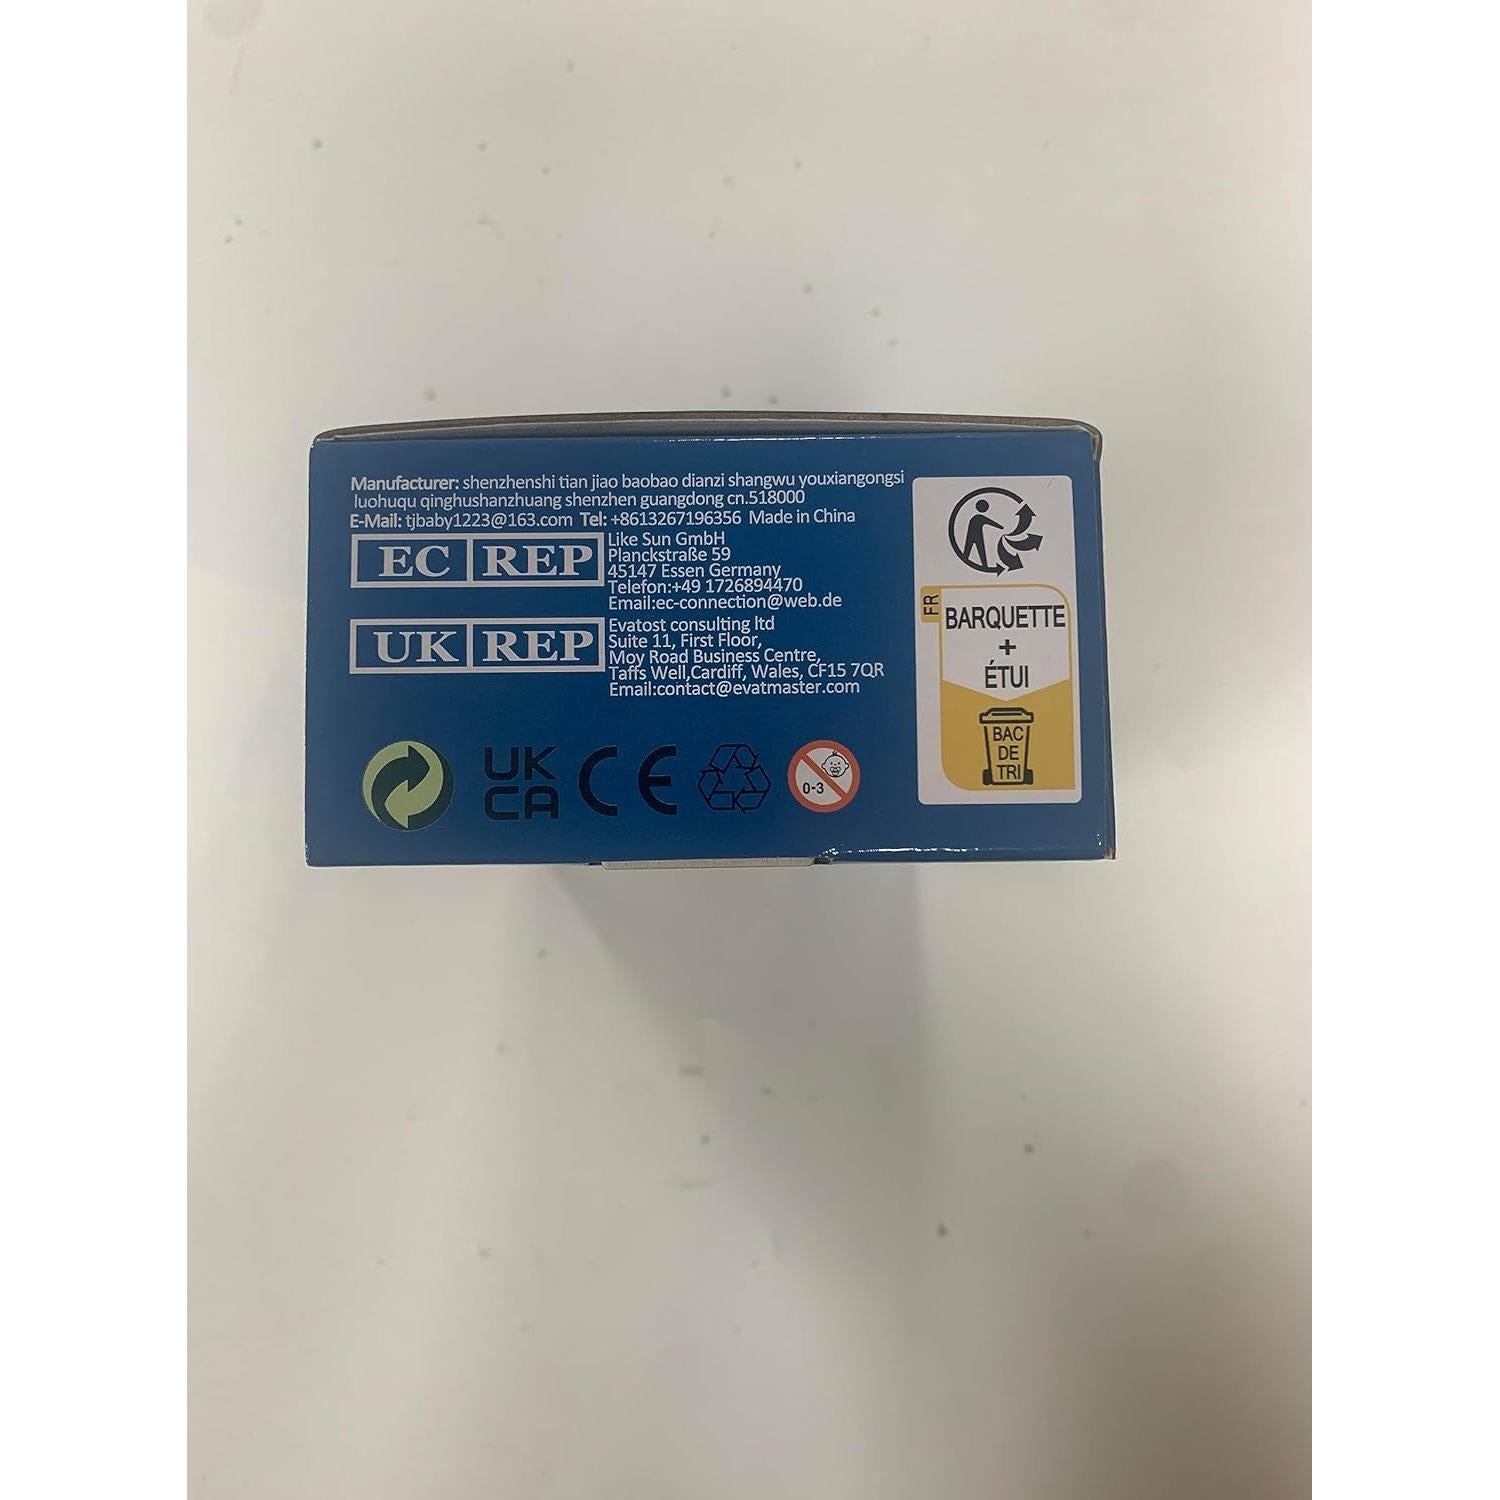 Manufacturer: shenzhenshi tian jiao baobao dianzi shangwu youxiangongsi
luohuqu qinghushanzhuang shenzhen guangdong cn.518000
E-Mail: tjbaby1223@163.com Tel: +8613267196356 Made in China
EC REP
Like Sun GmbH
Planckstraße 59
45147 Essen Germany
Telefon:+49 1726894470
Email:ec-connection@web.de
UK REP
Evatost consulting ltd
Suite 11, First Floor,
Moy Road Business Centre,
Taffs Well,Cardiff, Wales, CF15 7QR
Email:contact@evatmaster.com
UK
CA
CE
0-3
FR
BARQUETTE
+
ÉTUI
BAC
DE
TRI